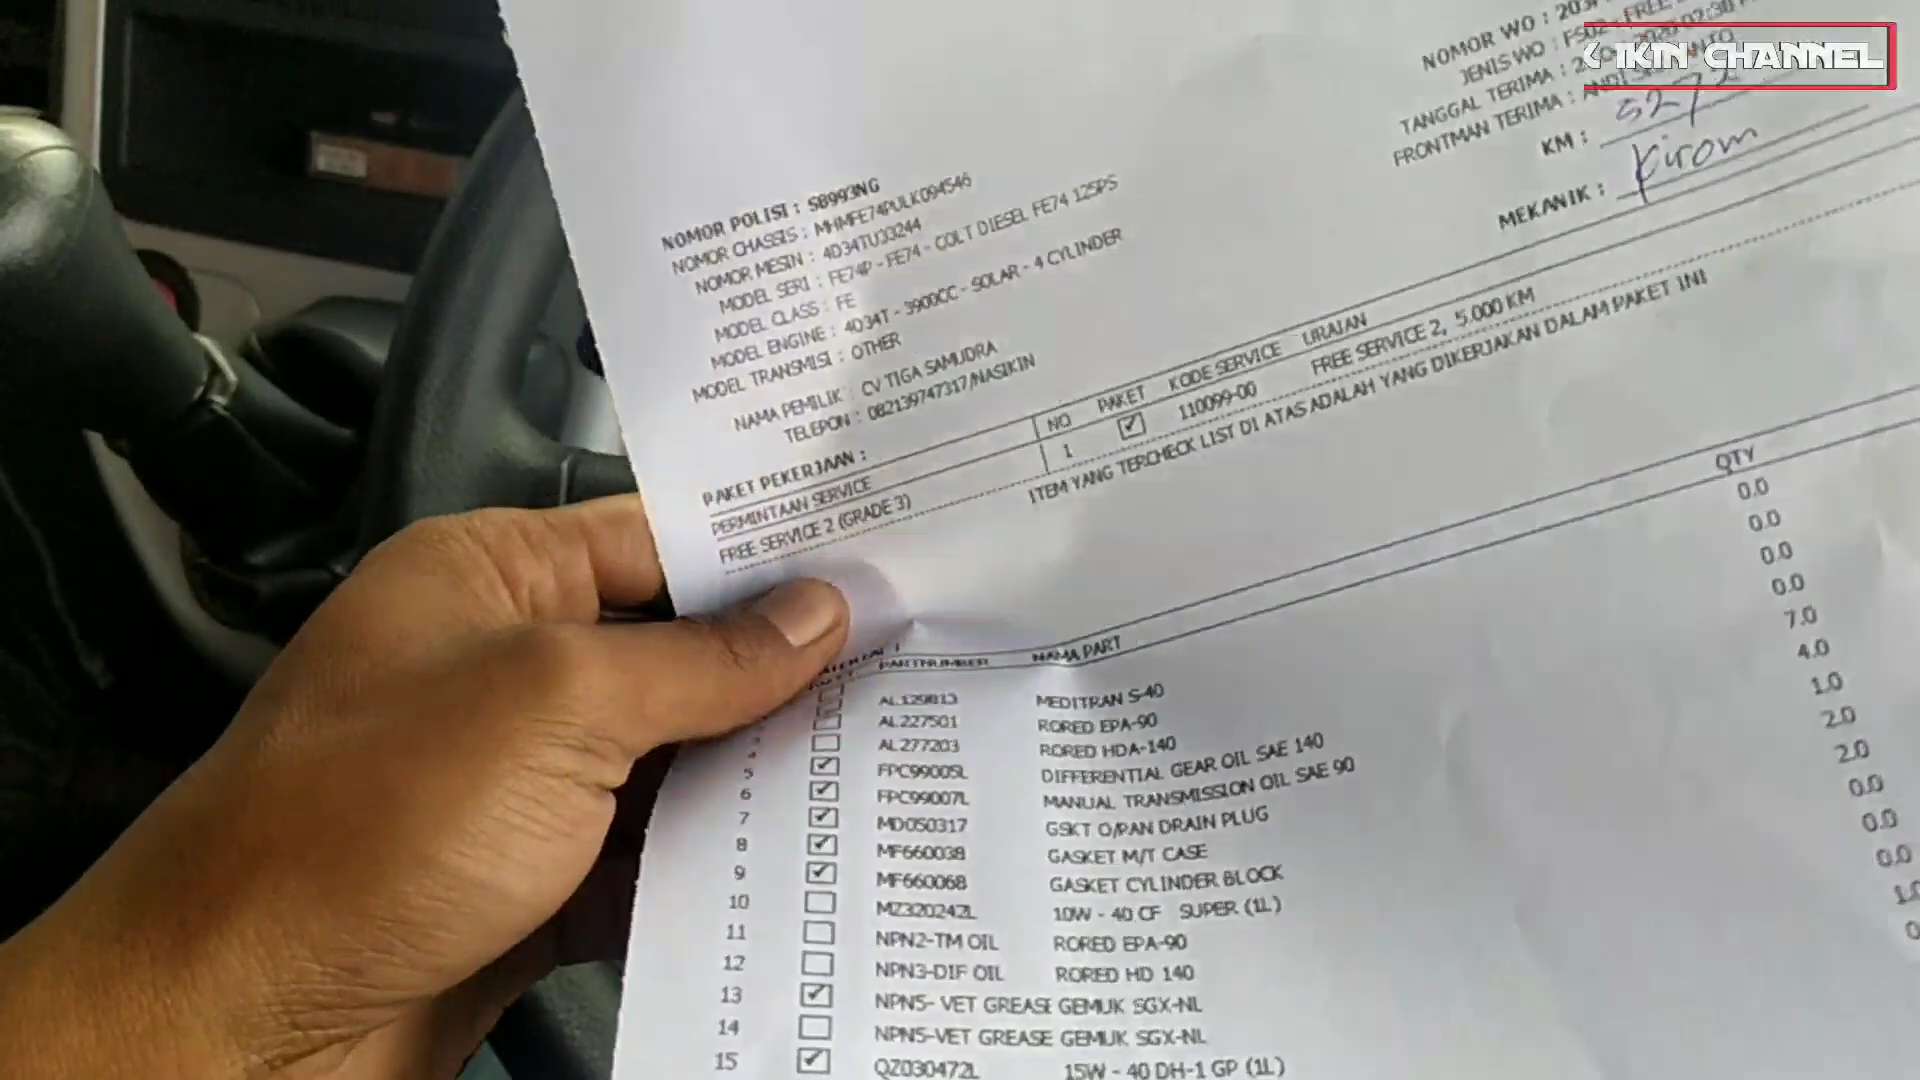 IKIN CHANNEL
NOMOR WO :
JENIS WO : FS02 - FREE
TANGGAL TERIMA :
FRONTMAN TERIMA :
KM :
MEKANIK : Kirom
NOMOR POLISI : S8993NG
NOMOR CHASSIS : MHMFE74PULK094546
NOMOR MESIN : 4D34TU33244
MODEL SERI : FE74P - FE74 - COLT DIESEL FE74 125PS
MODEL CLASS : FE
MODEL ENGINE : 4D34T - 3900CC - SOLAR - 4 CYLINDER
MODEL TRANSMISI : OTHER
NAMA PEMILIK : CV TIGA SAMUDRA
TELEPON : 082139747317/NASIKIN
PAKET PEKERJAAN :
PERMINTAAN SERVICE NO PAKET KODE SERVICE URAIAN
FREE SERVICE 2 (GRADE 3) 1 ☑ 110099-00 FREE SERVICE 2, 5.000 KM
ITEM YANG TERCHECK LIST DI ATAS ADALAH YANG DIKERJAKAN DALAM PAKET INI
PARTNUMBER NAMA PART QTY
AL129813 MEDITRAN S-40 0.0
AL227501 RORED EPA-90 0.0
AL277203 RORED HDA-140 0.0
5 ☑ FPC99005L DIFFERENTIAL GEAR OIL SAE 140 7.0
6 ☑ FPC99007L MANUAL TRANSMISSION OIL SAE 90 4.0
7 ☑ MD050317 GSKT O/PAN DRAIN PLUG 1.0
8 ☑ MF660038 GASKET M/T CASE 2.0
9 ☑ MF660068 GASKET CYLINDER BLOCK 2.0
10 ☐ MZ320242L 10W - 40 CF SUPER (1L) 0.0
11 ☐ NPN2-TM OIL RORED EPA-90 0.0
12 ☐ NPN3-DIF OIL RORED HD 140 0.0
13 ☑ NPN5- VET GREASE GEMUK SGX-NL 1.0
14 ☐ NPN5-VET GREASE GEMUK SGX-NL
15 ☑ QZ030472L 15W - 40 DH-1 GP (1L)